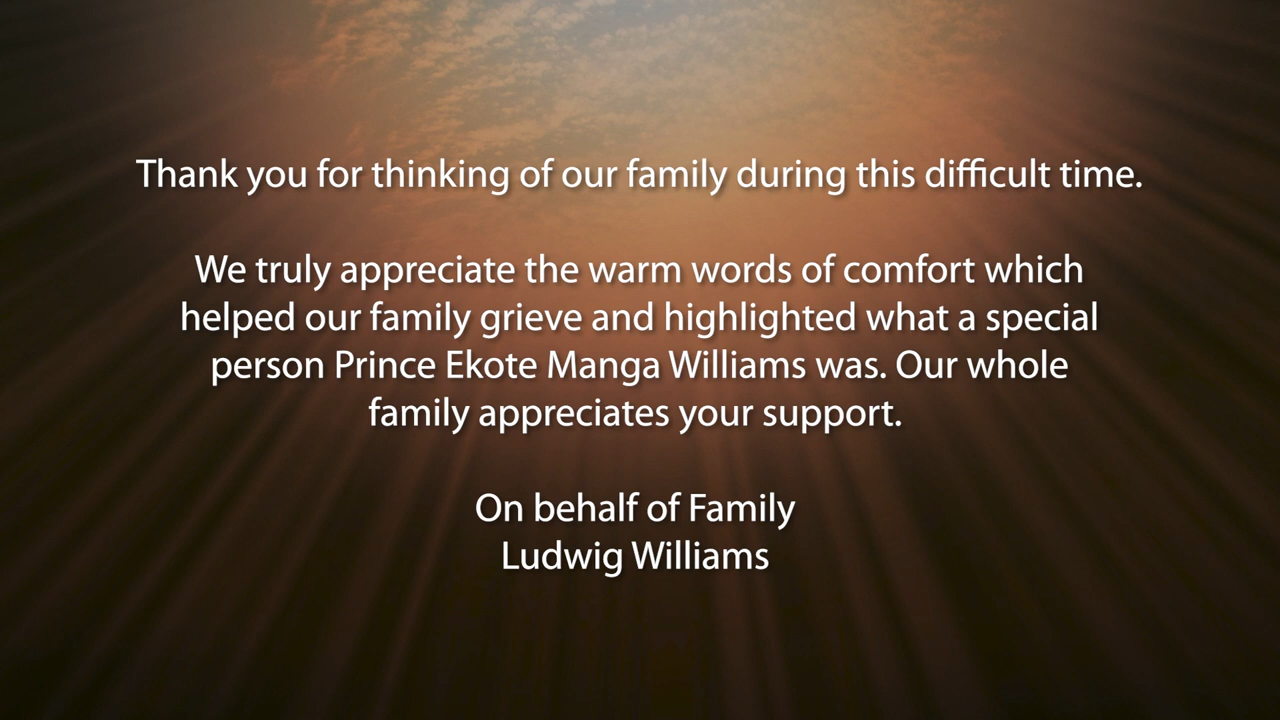 Thank you for thinking of our family during this difficult time.
We truly appreciate the warm words of comfort which
helped our family grieve and highlighted what a special
person Prince Ekote Manga Williams was. Our whole
family appreciates your support.
On behalf of Family
Ludwig Williams